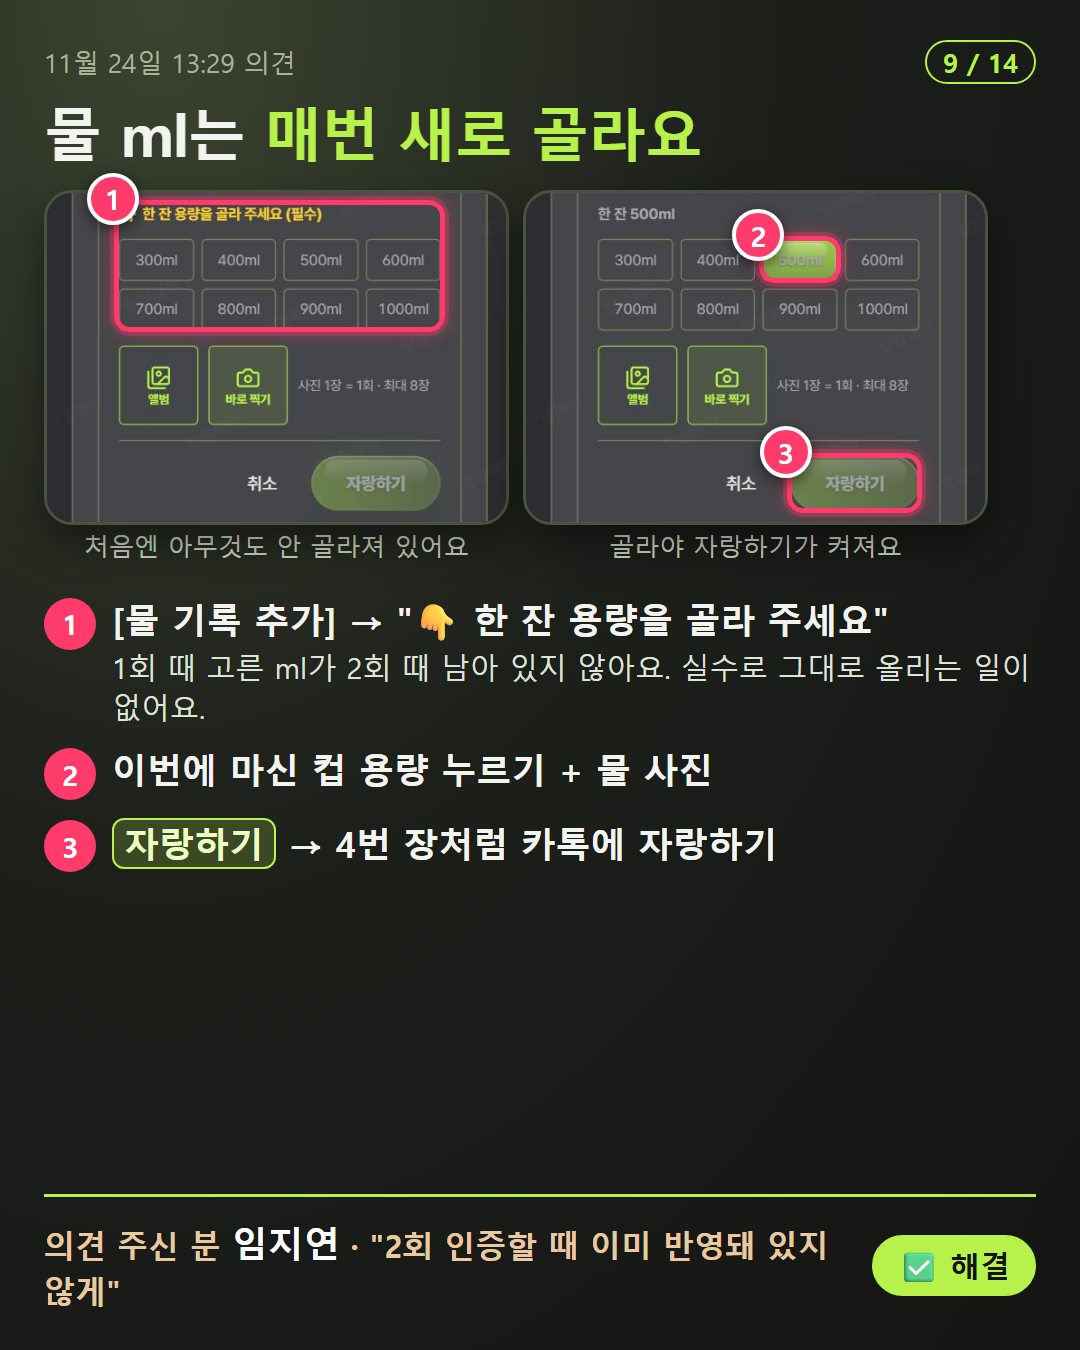 11월 24일 13:29 의견
9 / 14
물 ml는 매번 새로 골라요
1
한 잔 용량을 골라 주세요 (필수)
300ml 400ml 500ml 600ml
700ml 800ml 900ml 1000ml
앨범 바로 찍기 사진 1장 = 1회 · 최대 8장
취소 자랑하기
한 잔 500ml
2
300ml 400ml 500ml 600ml
700ml 800ml 900ml 1000ml
앨범 바로 찍기 사진 1장 = 1회 · 최대 8장
3
취소 자랑하기
처음엔 아무것도 안 골라져 있어요
골라야 자랑하기가 켜져요
1 [물 기록 추가] → "👇 한 잔 용량을 골라 주세요"
1회 때 고른 ml가 2회 때 남아 있지 않아요. 실수로 그대로 올리는 일이
없어요.
2 이번에 마신 컵 용량 누르기 + 물 사진
3 자랑하기 → 4번 장처럼 카톡에 자랑하기
의견 주신 분 임지연 · "2회 인증할 때 이미 반영돼 있지
않게"
✅ 해결